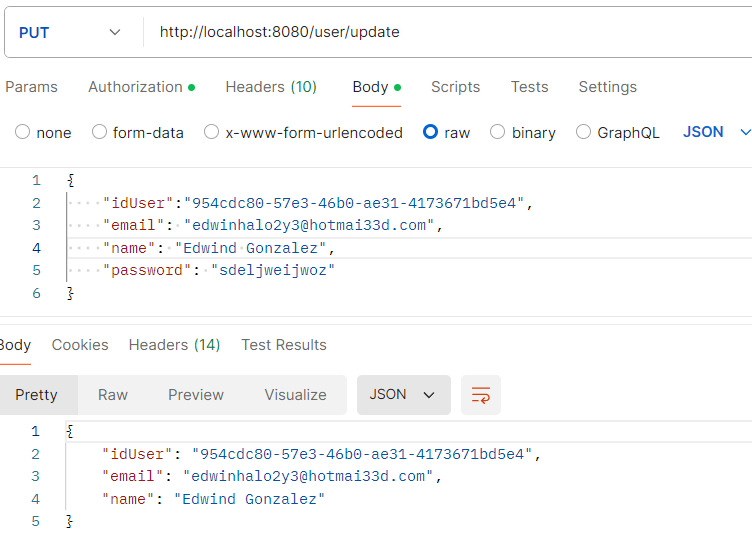 PUT http://localhost:8080/user/update
Params Authorization Headers (10) Body Scripts Tests Settings
none form-data x-www-form-urlencoded raw binary GraphQL JSON
1 {
2 "idUser":"954cdc80-57e3-46b0-ae31-4173671bd5e4",
3 "email": "edwinhalo2y3@hotmai33d.com",
4 "name": "Edwind Gonzalez",
5 "password": "sdeljweijwoz"
6 }
Body Cookies Headers (14) Test Results
Pretty Raw Preview Visualize JSON
1 {
2 "idUser": "954cdc80-57e3-46b0-ae31-4173671bd5e4",
3 "email": "edwinhalo2y3@hotmai33d.com",
4 "name": "Edwind Gonzalez"
5 }